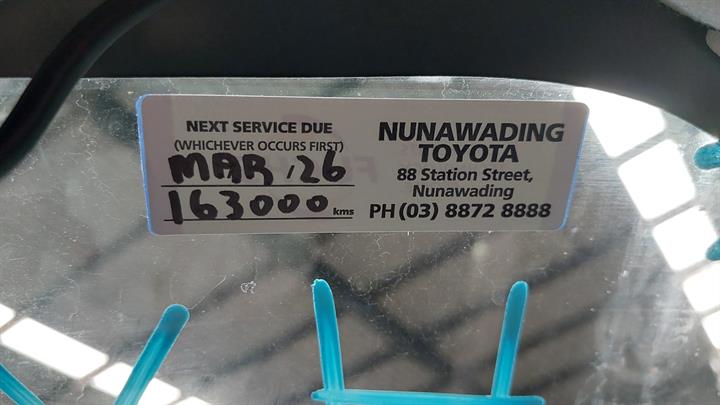 NEXT SERVICE DUE
(WHICHEVER OCCURS FIRST)
MAR, 26
163000 kms
NUNAWADING
TOYOTA
88 Station Street,
Nunawading
PH (03) 8872 8888